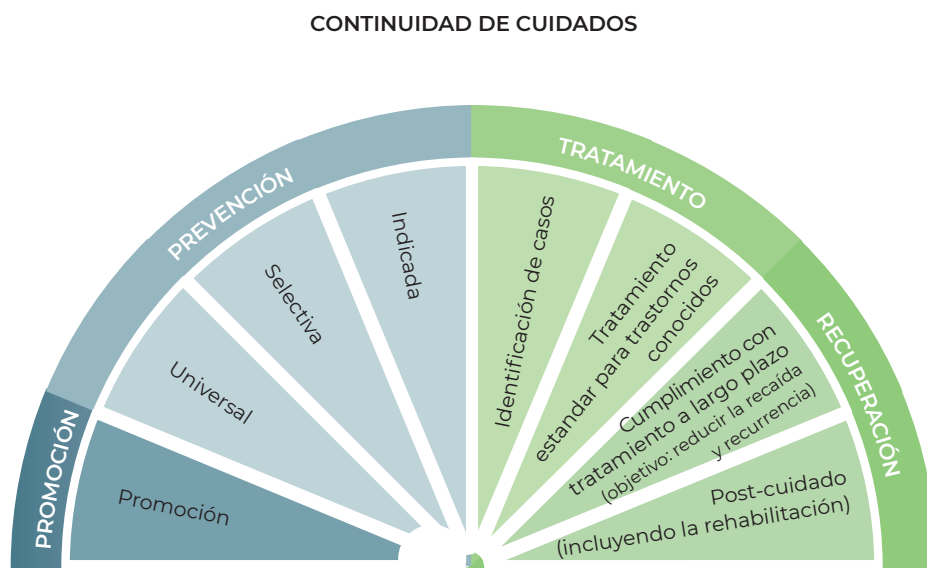 CONTINUIDAD DE CUIDADOS
PROMOCIÓN
PREVENCIÓN
TRATAMIENTO
RECUPERACIÓN
Promoción
Universal
Selectiva
Indicada
Identificación de casos
Tratamiento
estandar para trastornos
conocidos
Cumplimiento con
tratamiento a largo plazo
(objetivo: reducir la recaída
y recurrencia)
Post-cuidado
(incluyendo la rehabilitación)